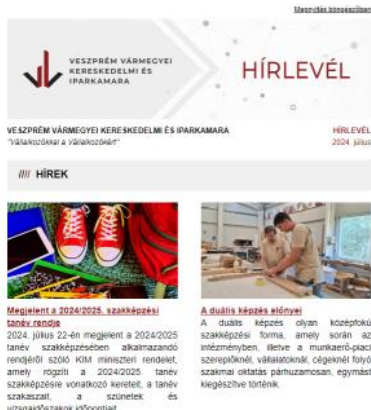 Megnyitás böngészőben
VESZPRÉM VÁRMEGYEI
KERESKEDELMI ÉS
IPARKAMARA
HÍRLEVÉL
VESZPRÉM VÁRMEGYEI KERESKEDELMI ÉS IPARKAMARA
"Vállalkozókkal a Vállalkozókért"
HÍRLEVÉL
2024. július
//// HÍREK
Megjelent a 2024/2025. szakképzési
tanév rendje
2024. július 22-én megjelent a 2024/2025
tanév szakképzésében alkalmazandó
rendjéről szóló KIM miniszteri rendelet,
amely rögzíti a 2024/2025 tanév
szakképzésre vonatkozó kereteit, a tanév
szakaszait, a szünetek és
vizsgaidőszakok időpontjait.
A duális képzés előnyei
A duális képzés olyan középfokú
szakképzési forma, amely során az
intézményben, illetve a munkaerő-piaci
szereplőknél, vállalatoknál, cégeknél folyó
szakmai oktatás párhuzamosan, egymást
kiegészítve történik.